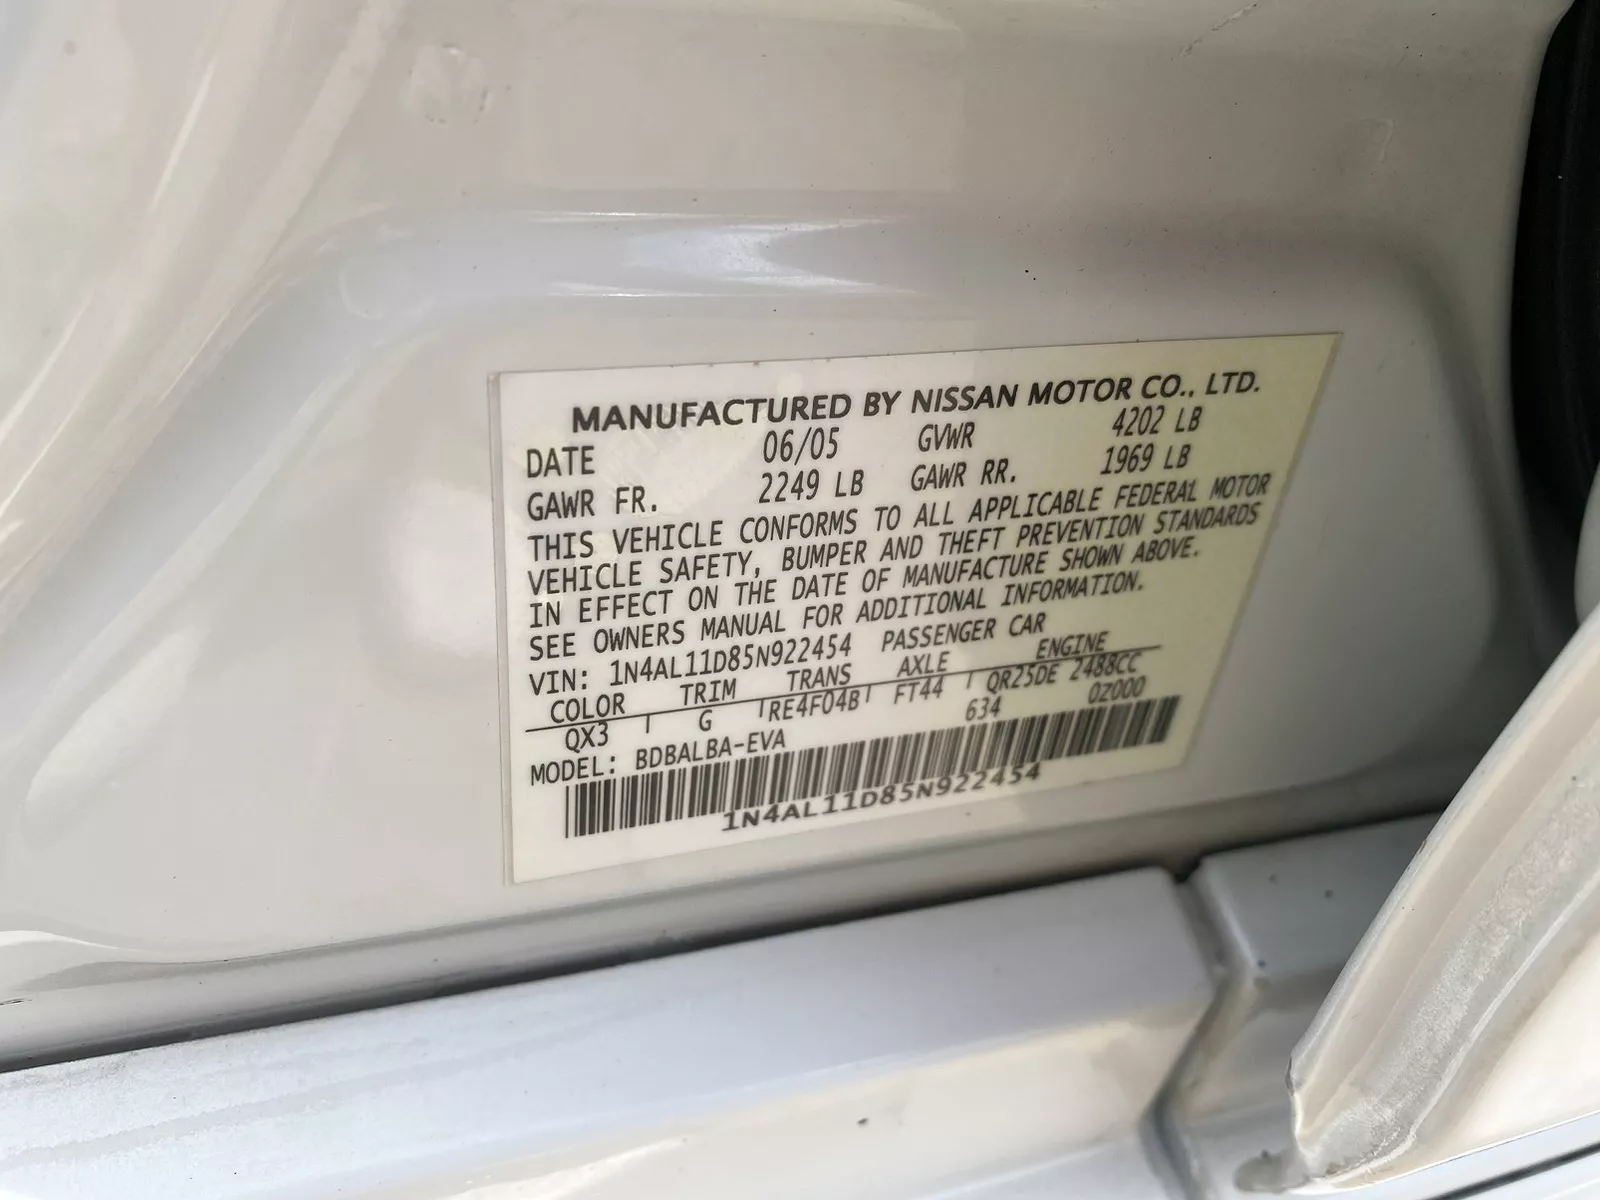 MANUFACTURED BY NISSAN MOTOR CO., LTD.
DATE 06/05 GVWR 4202 LB
GAWR FR. 2249 LB GAWR RR. 1969 LB
THIS VEHICLE CONFORMS TO ALL APPLICABLE FEDERAL MOTOR
VEHICLE SAFETY, BUMPER AND THEFT PREVENTION STANDARDS
IN EFFECT ON THE DATE OF MANUFACTURE SHOWN ABOVE.
SEE OWNERS MANUAL FOR ADDITIONAL INFORMATION.
VIN: 1N4AL11D85N922454 PASSENGER CAR
COLOR TRIM TRANS AXLE ENGINE
QX3 G RE4F04B FT44 QR25DE 2488CC
MODEL: BDBALBA-EVA 634 0Z000
1N4AL11D85N922454